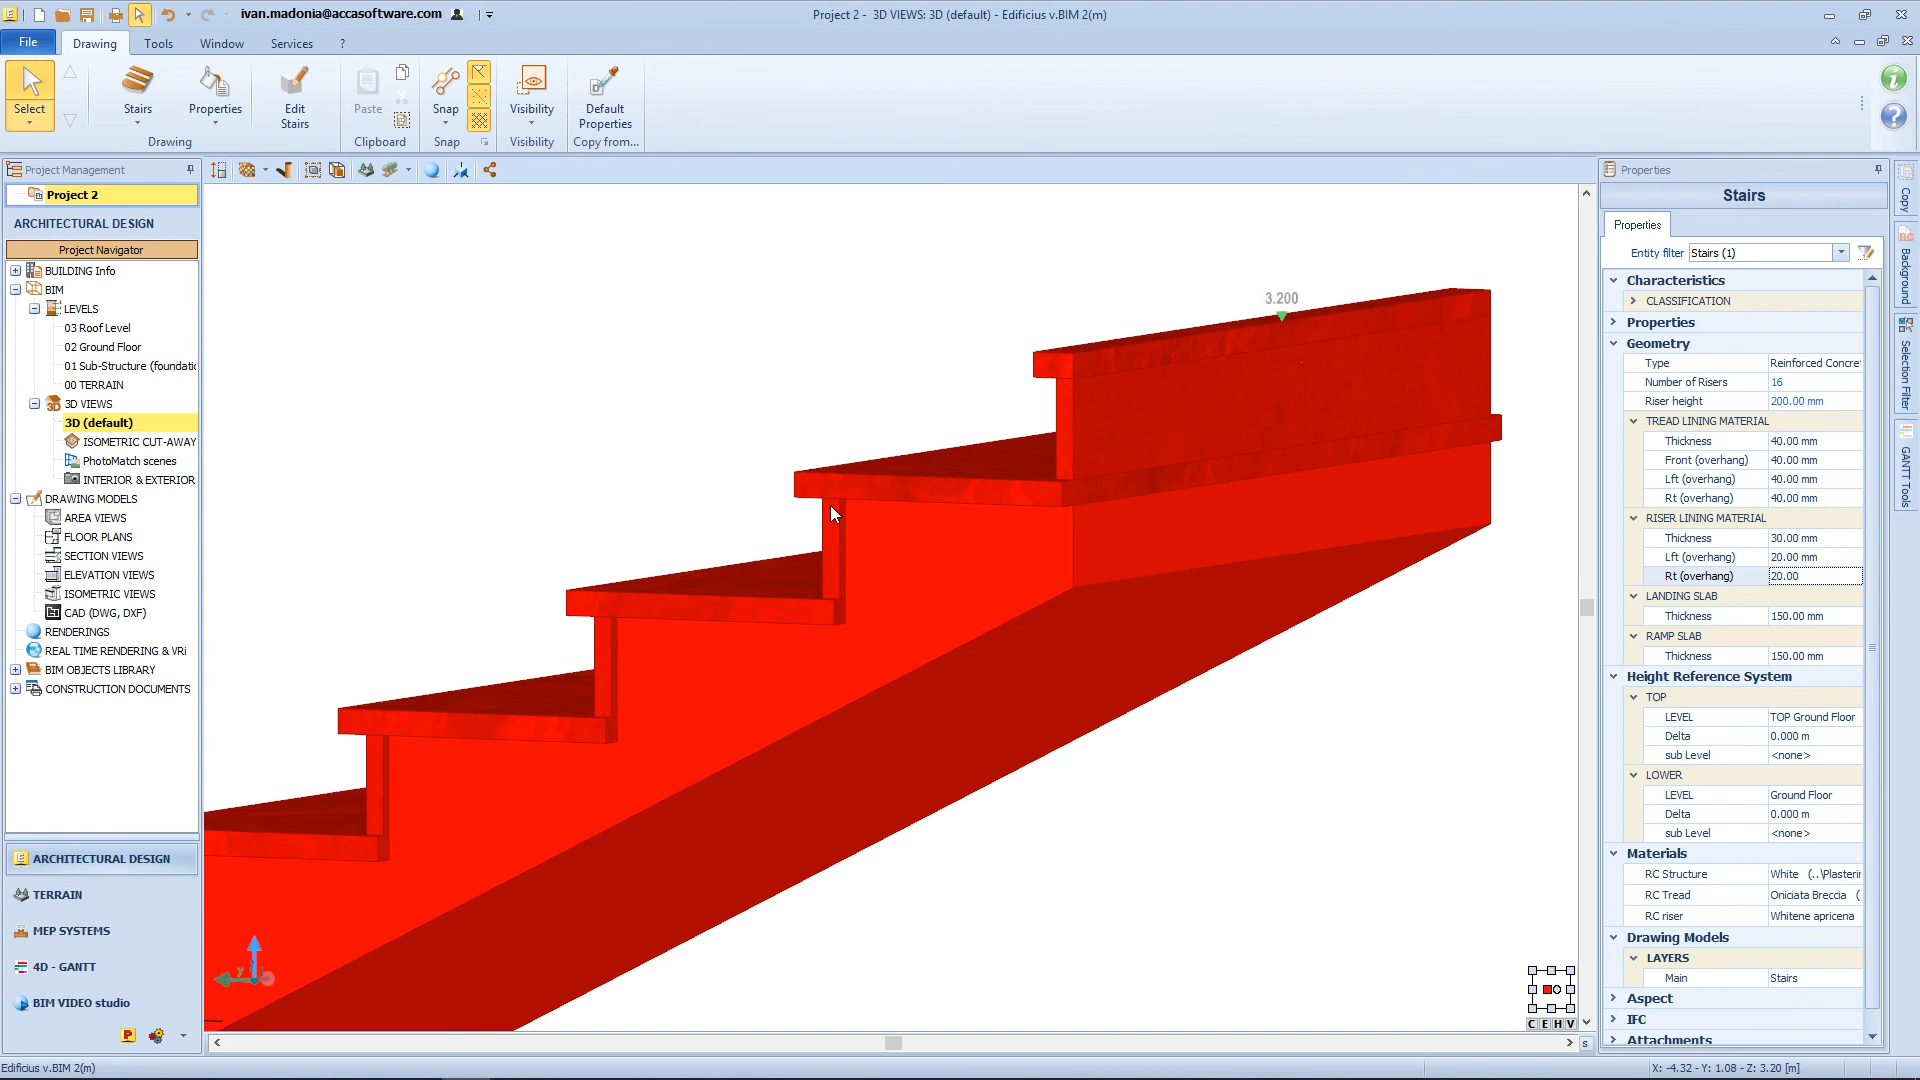 ivan.madonia@accasoftware.com
Project 2 - 3D VIEWS: 3D (default) - Edificius v.BIM 2(m)
File
Drawing
Tools
Window
Services
?
Select
Stairs
Properties
Edit
Stairs
Paste
Snap
Visibility
Default
Properties
Drawing
Clipboard
Snap
Visibility
Copy from...
Project Management
Project 2
ARCHITECTURAL DESIGN
Project Navigator
BUILDING Info
BIM
LEVELS
03 Roof Level
02 Ground Floor
01 Sub-Structure (foundatic
00 TERRAIN
3D VIEWS
3D (default)
ISOMETRIC CUT-AWAY
PhotoMatch scenes
INTERIOR & EXTERIOR
DRAWING MODELS
AREA VIEWS
FLOOR PLANS
SECTION VIEWS
ELEVATION VIEWS
ISOMETRIC VIEWS
CAD (DWG, DXF)
RENDERINGS
REAL TIME RENDERING & VRi
BIM OBJECTS LIBRARY
CONSTRUCTION DOCUMENTS
ARCHITECTURAL DESIGN
TERRAIN
MEP SYSTEMS
4D - GANTT
BIM VIDEO studio
3.200
y
C E H V
s
Properties
Stairs
Properties
Entity filter Stairs (1)
Characteristics
CLASSIFICATION
Properties
Geometry
Type Reinforced Concre
Number of Risers 16
Riser height 200.00 mm
TREAD LINING MATERIAL
Thickness 40.00 mm
Front (overhang) 40.00 mm
Lft (overhang) 40.00 mm
Rt (overhang) 40.00 mm
RISER LINING MATERIAL
Thickness 30.00 mm
Lft (overhang) 20.00 mm
Rt (overhang) 20.00
LANDING SLAB
Thickness 150.00 mm
RAMP SLAB
Thickness 150.00 mm
Height Reference System
TOP
LEVEL TOP Ground Floor
Delta 0.000 m
sub Level <none>
LOWER
LEVEL Ground Floor
Delta 0.000 m
sub Level <none>
Materials
RC Structure White (..\Plasterin
RC Tread Oniciata Breccia (
RC riser Whitene apricena
Drawing Models
LAYERS
Main Stairs
Aspect
IFC
Attachments
Copy
BG
Background
Selection Filter
GANTT Tools
Edificius v.BIM 2(m)
X: -4.32 - Y: 1.08 - Z: 3.20 [m]